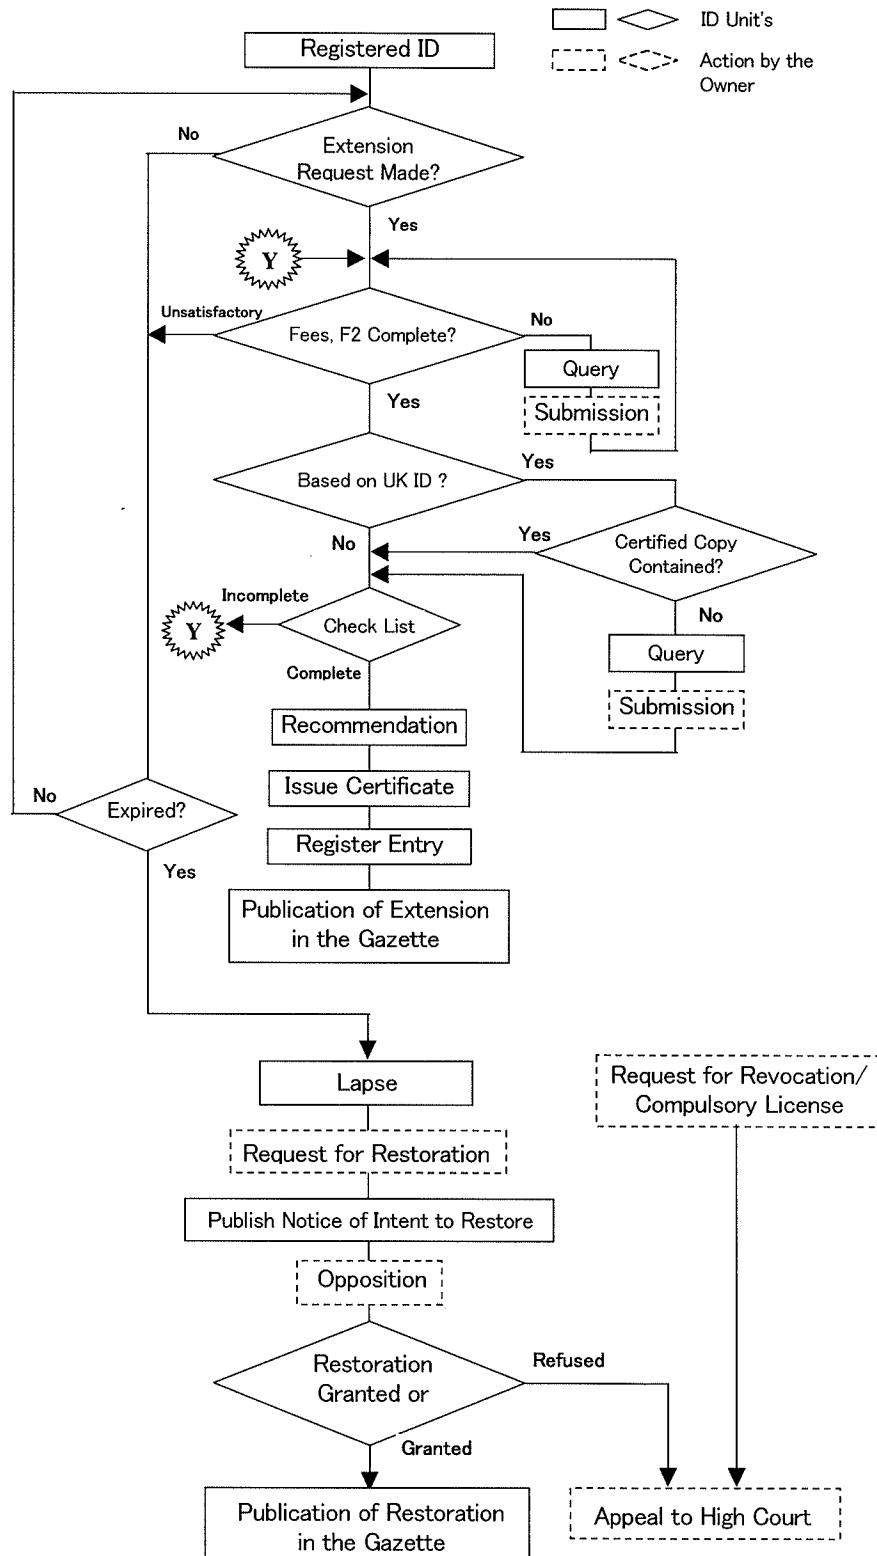 ID Unit's
Action by the
Owner
Registered ID
No
Extension
Request Made?
Yes
Y
Unsatisfactory
Fees, F2 Complete?
No
Query
Submission
Yes
Based on UK ID ?
Yes
No
Yes
Certified Copy
Contained?
No
Query
Submission
Incomplete
Y
Check List
Complete
Recommendation
Issue Certificate
Register Entry
Publication of Extension
in the Gazette
No
Expired?
Yes
Lapse
Request for Revocation/
Compulsory License
Request for Restoration
Publish Notice of Intent to Restore
Opposition
Restoration
Granted or
Refused
Granted
Publication of Restoration
in the Gazette
Appeal to High Court